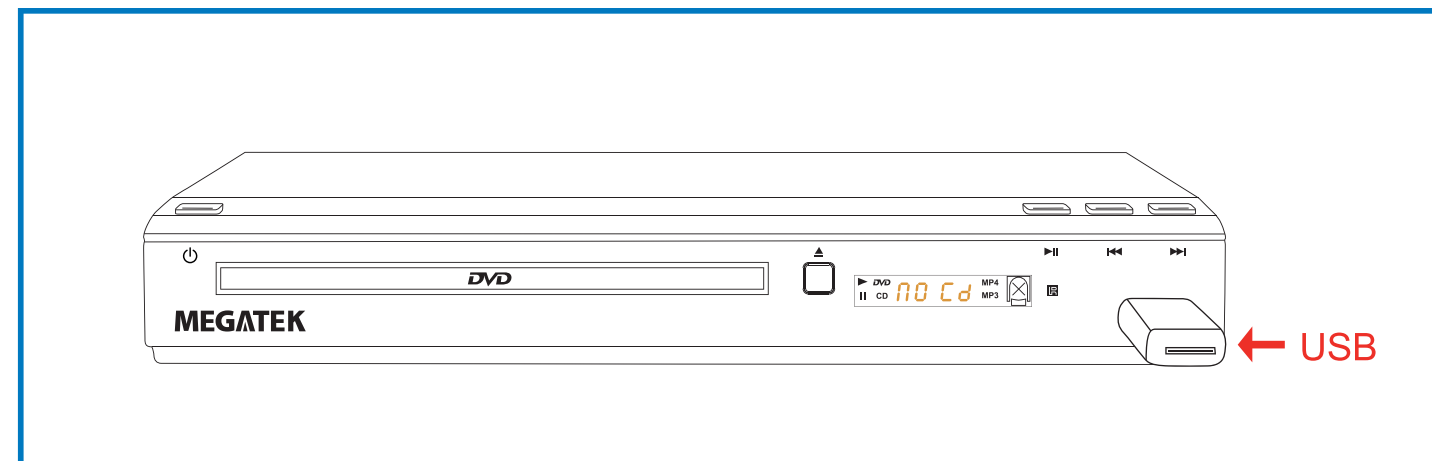 DVD
DVD MP4
CD NO Cd MP3
MEGATEK
USB